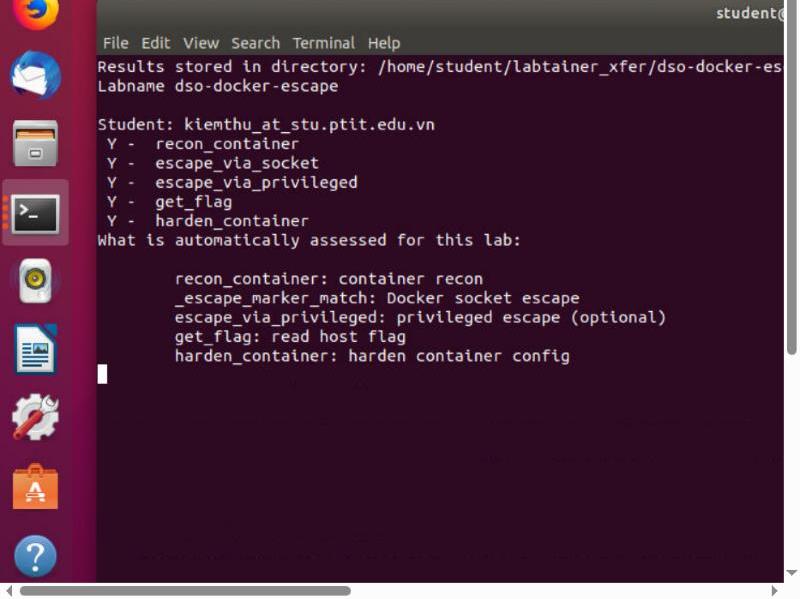 student@
File Edit View Search Terminal Help
Results stored in directory: /home/student/labtainer_xfer/dso-docker-es
Labname dso-docker-escape
Student: kiemthu_at_stu.ptit.edu.vn
Y - recon_container
Y - escape_via_socket
Y - escape_via_privileged
Y - get_flag
Y - harden_container
What is automatically assessed for this lab:
recon_container: container recon
_escape_marker_match: Docker socket escape
escape_via_privileged: privileged escape (optional)
get_flag: read host flag
harden_container: harden container config